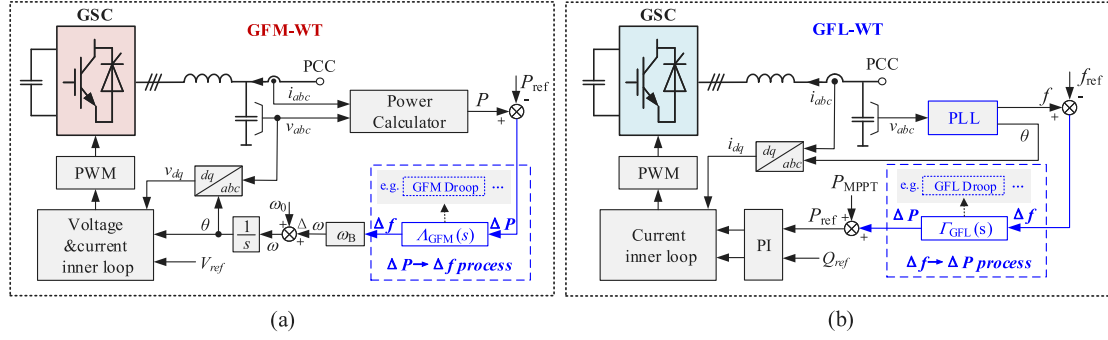 GSC
GFM-WT
PCC
i_abc
v_abc
Power
Calculator
P
P_ref
+
-
PWM
v_dq
dq
abc
Voltage
&current
inner loop
θ
1
s
ω
ω_0
+
+
Δω
ω_B
Δf
e.g. GFM Droop ...
Λ_GFM(s)
ΔP
ΔP→Δf process
V_ref
(a)
GSC
GFL-WT
PCC
i_abc
v_abc
PLL
f
f_ref
+
-
θ
i_dq
dq
abc
PWM
Current
inner loop
PI
P_MPPT
P_ref
+
+
Q_ref
e.g. GFL Droop ...
ΔP
Γ_GFL(s)
Δf
Δf→ΔP process
(b)